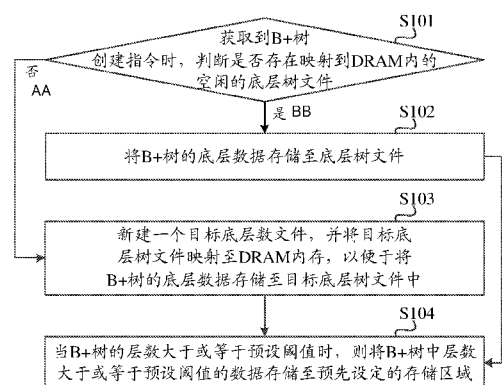 S101
获取到B+树
创建指令时，判断是否存在映射到DRAM内的
空闲的底层树文件
否
AA
是 BB
S102
将B+树的底层数据存储至底层树文件
S103
新建一个目标底层数文件，并将目标底
层树文件映射至DRAM内存，以便于将
B+树的底层数据存储至目标底层树文件中
S104
当B+树的层数大于或等于预设阈值时，则将B+树中层数
大于或等于预设阈值的数据存储至预先设定的存储区域